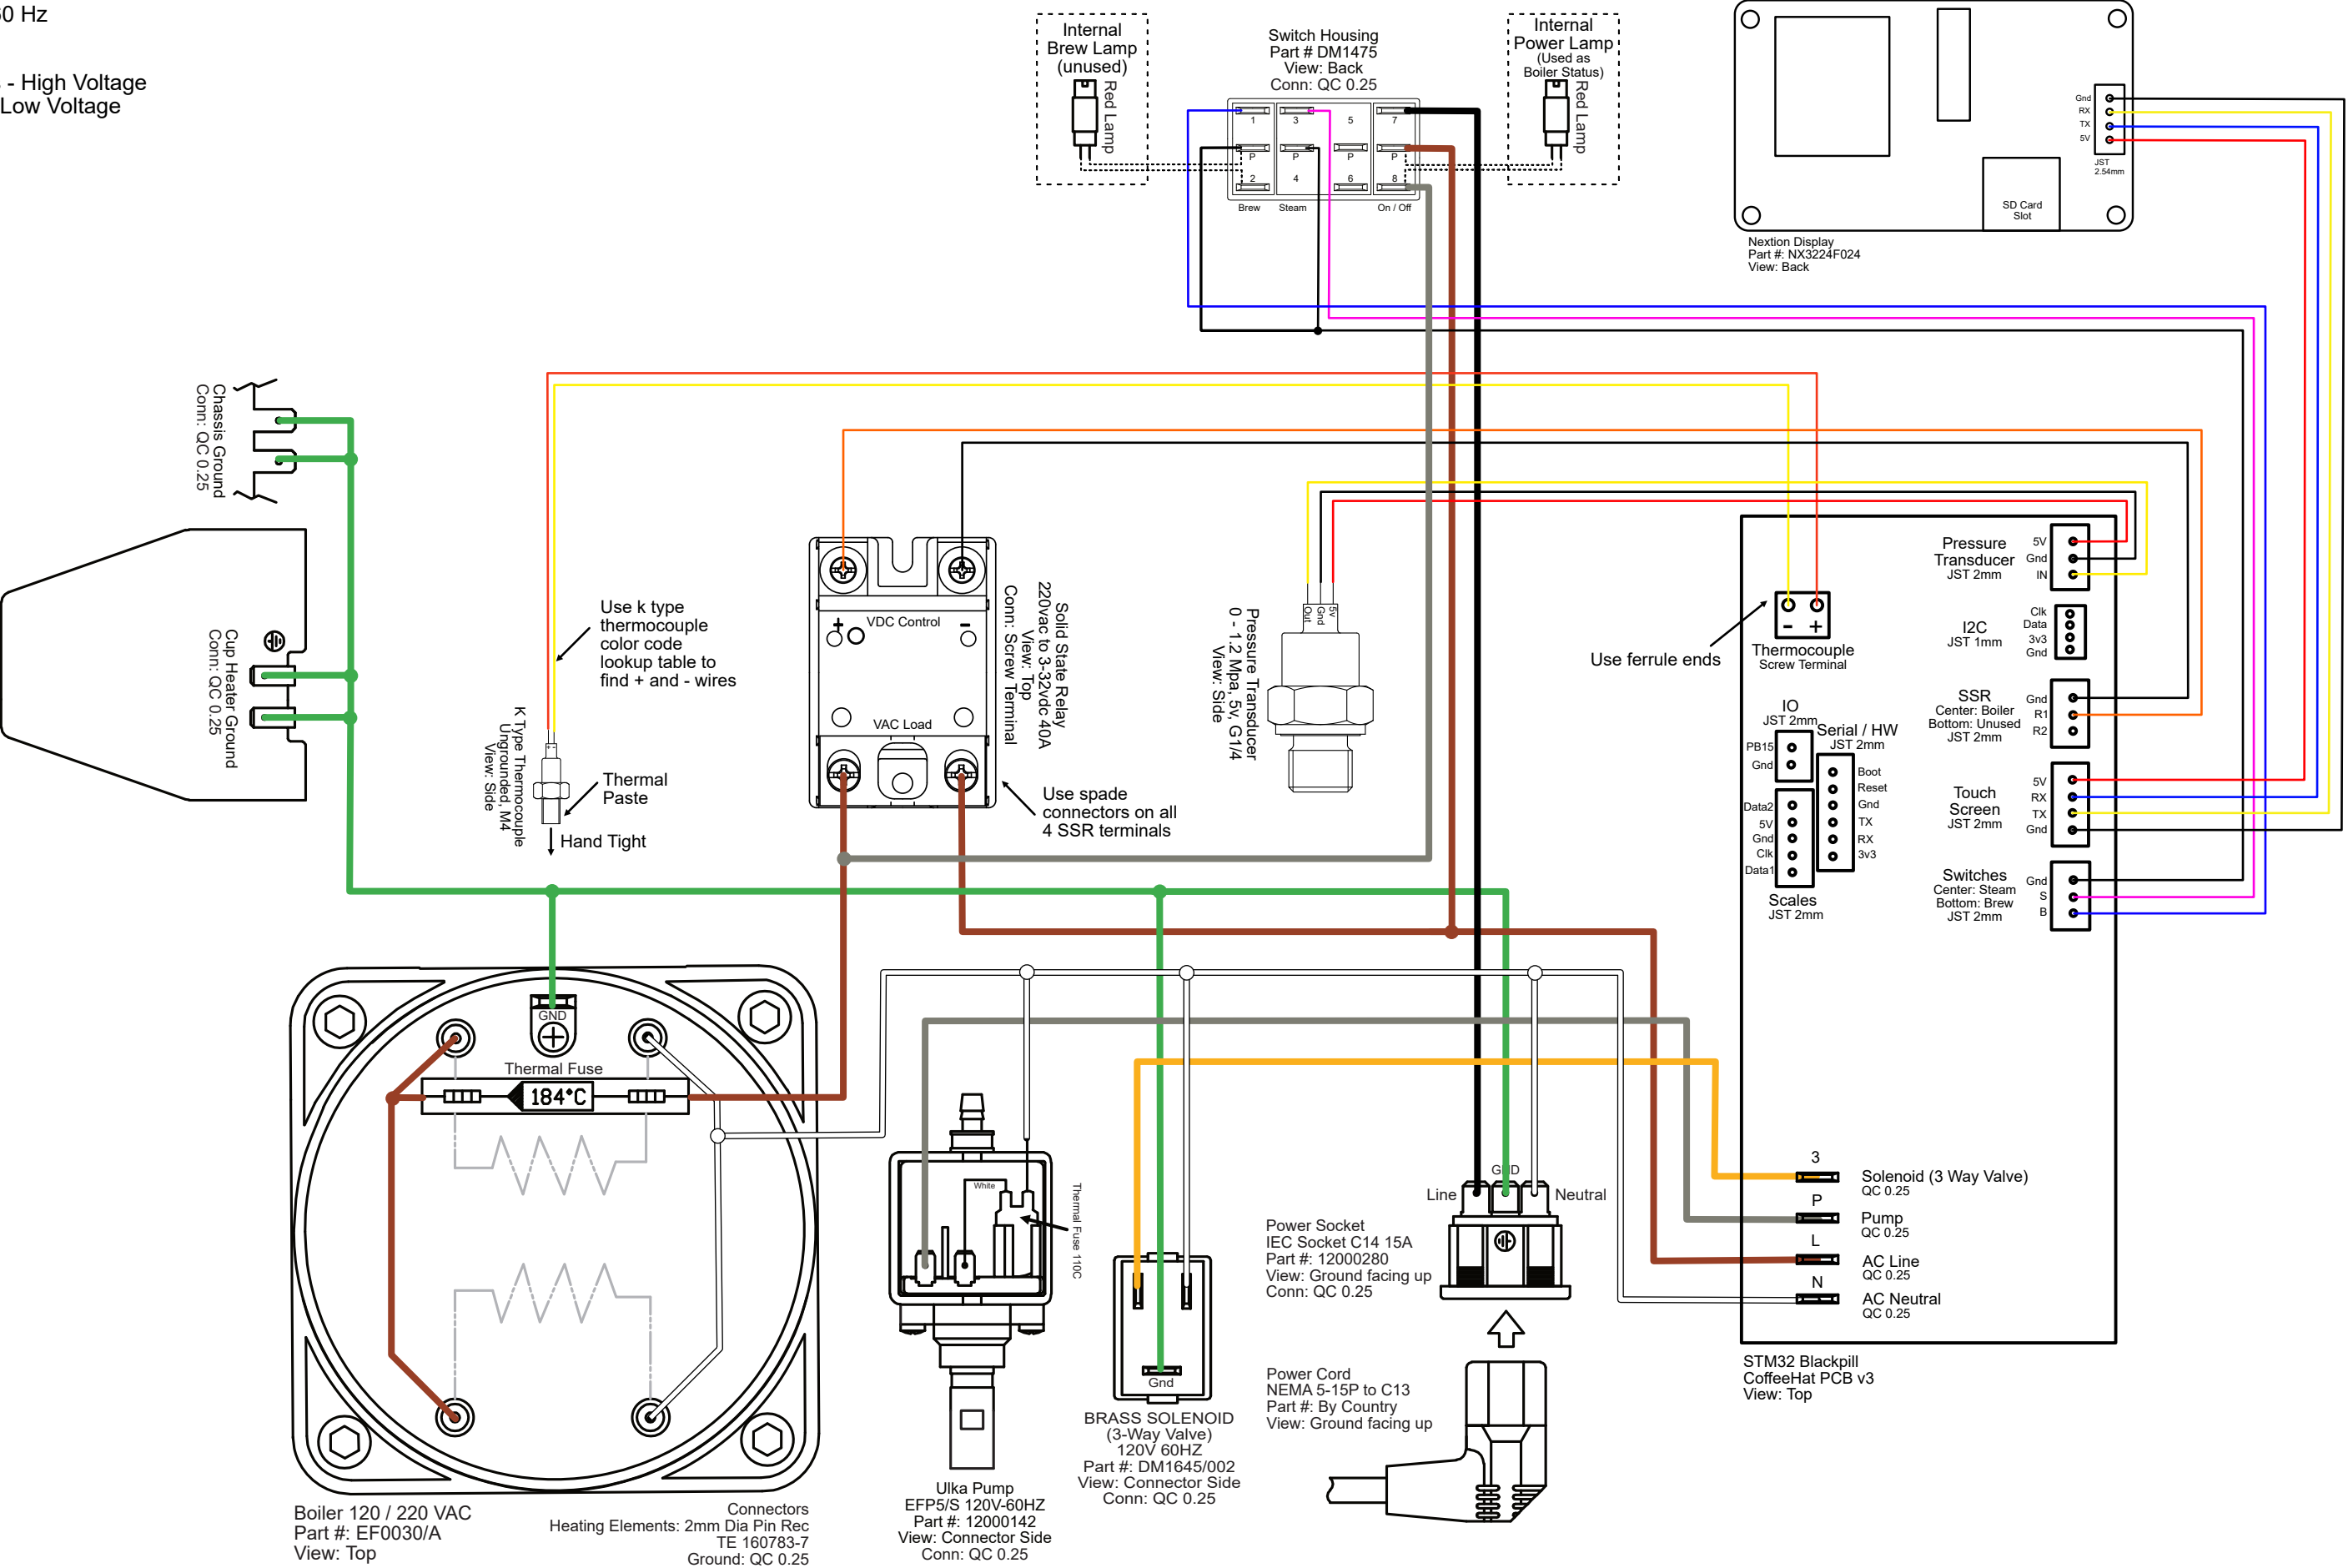 60 Hz
- High Voltage
Low Voltage
Internal
Brew Lamp
(unused)
Red Lamp
Switch Housing
Part # DM1475
View: Back
Conn: QC 0.25
1
3
5
7
P
P
P
P
2
4
6
8
Brew
Steam
On / Off
Internal
Power Lamp
(Used as
Boiler Status)
Red Lamp
Gnd
RX
TX
5V
JST
2.54mm
SD Card
Slot
Nextion Display
Part #: NX3224F024
View: Back
Chassis Ground
Conn: QC 0.25
Cup Heater Ground
Conn: QC 0.25
Use k type
thermocouple
color code
lookup table to
find + and - wires
K Type Thermocouple
Ungrounded, M4
View: Side
Thermal
Paste
Hand Tight
+
VDC Control
-
VAC Load
Solid State Relay
220vac to 3-32vdc 40A
View: Top
Conn: Screw Terminal
Use spade
connectors on all
4 SSR terminals
Out
Gnd
5v
Pressure Transducer
0 - 1.2 Mpa, 5v, G1/4
View: Side
Use ferrule ends
- +
Thermocouple
Screw Terminal
Pressure
Transducer
JST 2mm
5V
Gnd
IN
I2C
JST 1mm
Clk
Data
3v3
Gnd
SSR
Center: Boiler
Bottom: Unused
JST 2mm
Gnd
R1
R2
IO
JST 2mm
PB15
Gnd
Serial / HW
JST 2mm
Boot
Reset
Gnd
TX
RX
3v3
Data2
5V
Gnd
Clk
Data1
Scales
JST 2mm
Touch
Screen
JST 2mm
5V
RX
TX
Gnd
Switches
Center: Steam
Bottom: Brew
JST 2mm
Gnd
S
B
GND
Thermal Fuse
184°C
Boiler 120 / 220 VAC
Part #: EF0030/A
View: Top
Connectors
Heating Elements: 2mm Dia Pin Rec
TE 160783-7
Ground: QC 0.25
White
Thermal Fuse 110C
Ulka Pump
EFP5/S 120V-60HZ
Part #: 12000142
View: Connector Side
Conn: QC 0.25
Gnd
BRASS SOLENOID
(3-Way Valve)
120V 60HZ
Part #: DM1645/002
View: Connector Side
Conn: QC 0.25
Line
GND
Neutral
Power Socket
IEC Socket C14 15A
Part #: 12000280
View: Ground facing up
Conn: QC 0.25
Power Cord
NEMA 5-15P to C13
Part #: By Country
View: Ground facing up
3
Solenoid (3 Way Valve)
QC 0.25
P
Pump
QC 0.25
L
AC Line
QC 0.25
N
AC Neutral
QC 0.25
STM32 Blackpill
CoffeeHat PCB v3
View: Top